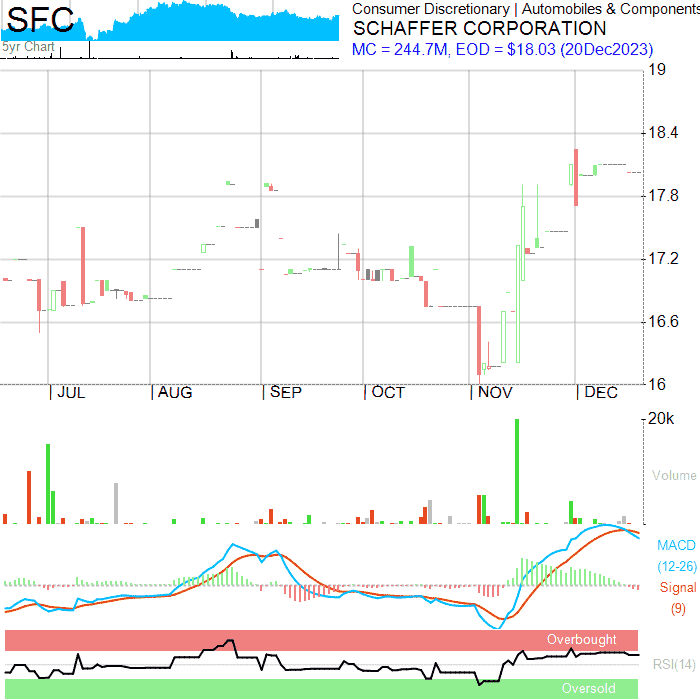 SFC
Consumer Discretionary | Automobiles & Components
SCHAFFER CORPORATION
5yr Chart
MC = 244.7M, EOD = $18.03 (20Dec2023)
19
18.4
17.8
17.2
16.6
16
JUL
AUG
SEP
OCT
NOV
DEC
20k
Volume
MACD
(12-26)
Signal
(9)
Overbought
RSI(14)
Oversold